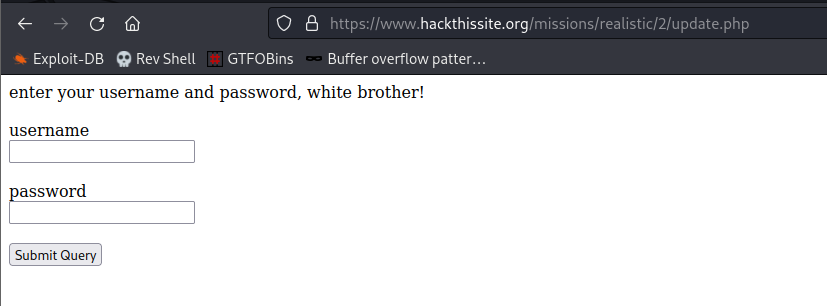 https://www.hackthissite.org/missions/realistic/2/update.php
Exploit-DB Rev Shell GTFOBins Buffer overflow patter…
enter your username and password, white brother!
username
password
Submit Query